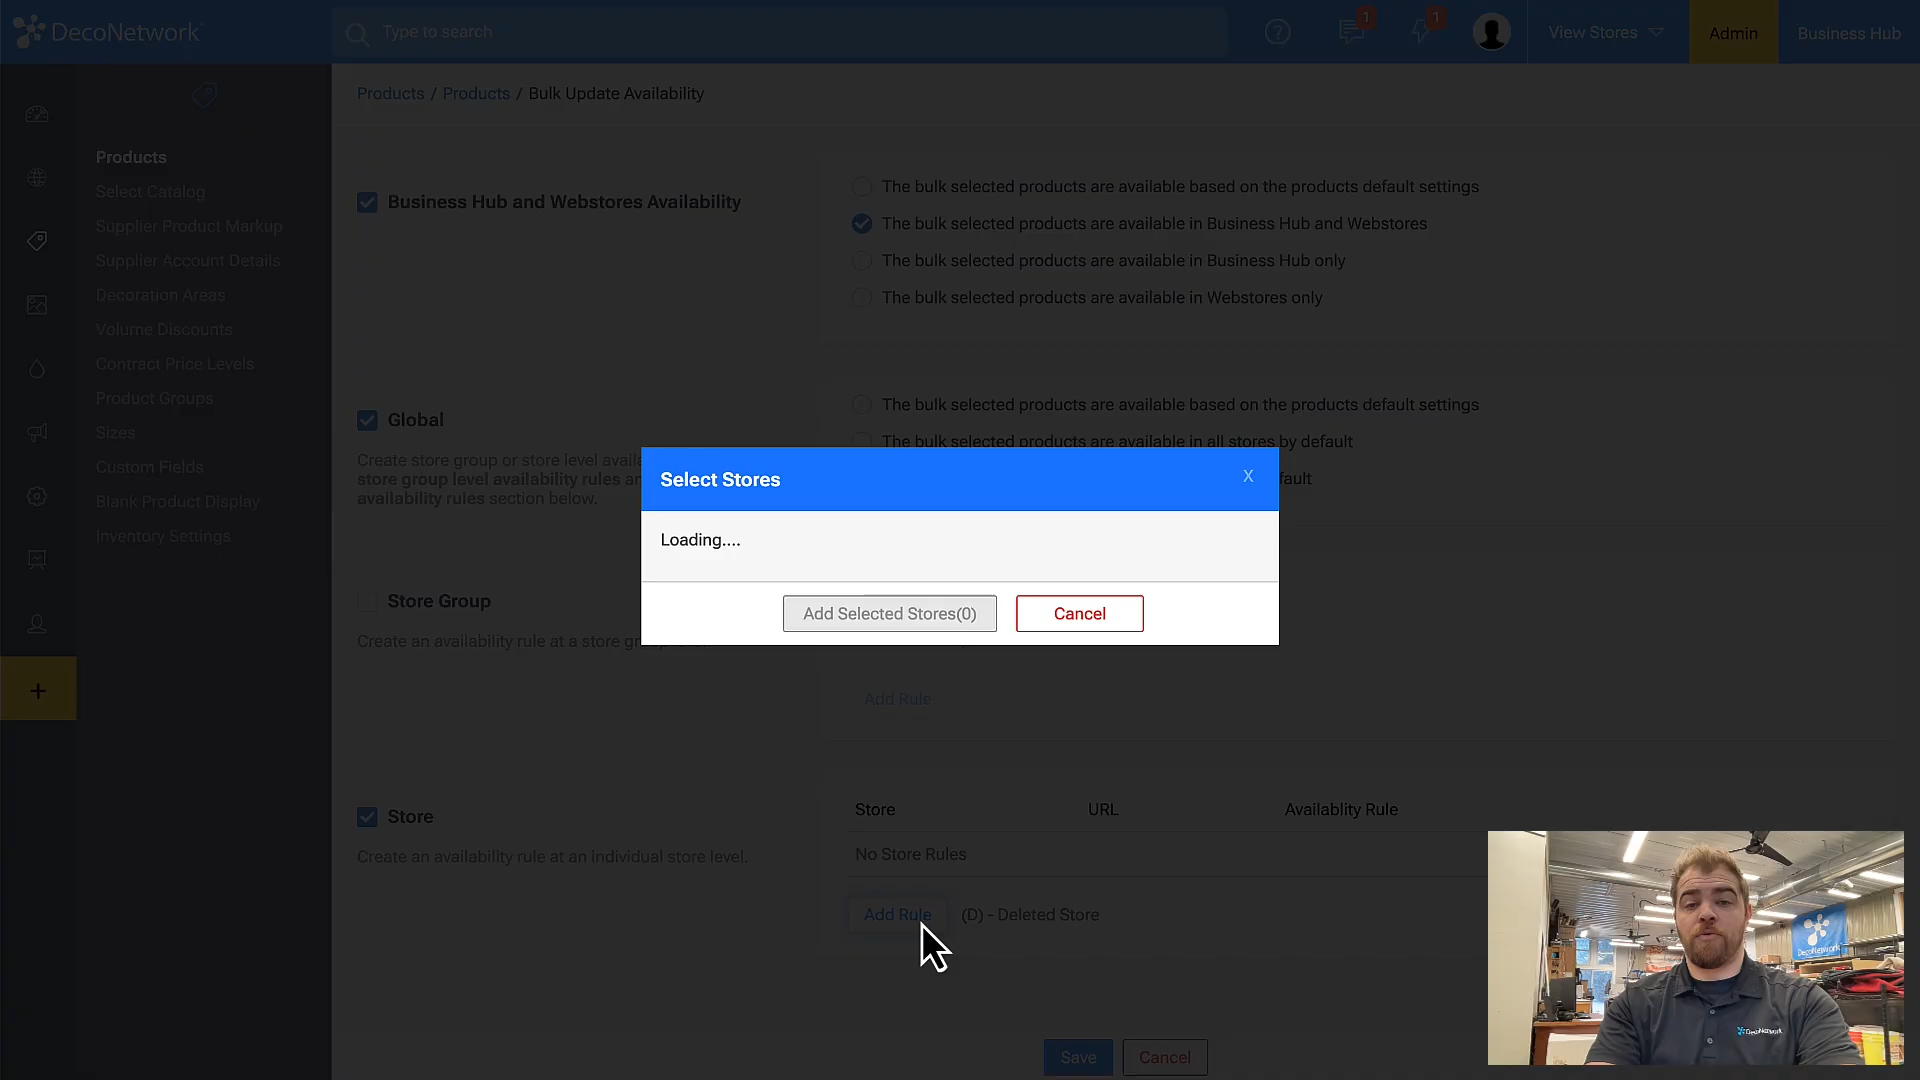 DecoNetwork
Type to search
1
1
View Stores
Admin
Business Hub
Products / Products / Bulk Update Availability
Products
Select Catalog
Supplier Product Markup
Supplier Account Details
Decoration Areas
Volume Discounts
Contract Price Levels
Product Groups
Sizes
Custom Fields
Blank Product Display
Inventory Settings
Business Hub and Webstores Availability
The bulk selected products are available based on the products default settings
The bulk selected products are available in Business Hub and Webstores
The bulk selected products are available in Business Hub only
The bulk selected products are available in Webstores only
Global
Create store group or store level
store group level availability rules
availability rules section below.
The bulk selected products are available based on the products default settings
The bulk selected products are available in all stores by default
Select Stores
X
Loading....
Add Selected Stores(0)
Cancel
Store Group
Create an availability rule at a store
Add Rule
Store
Create an availability rule at an individual store level.
Store URL Availablity Rule
No Store Rules
Add Rule
(D) - Deleted Store
Save
Cancel
DecoNetwork
DecoNetwork